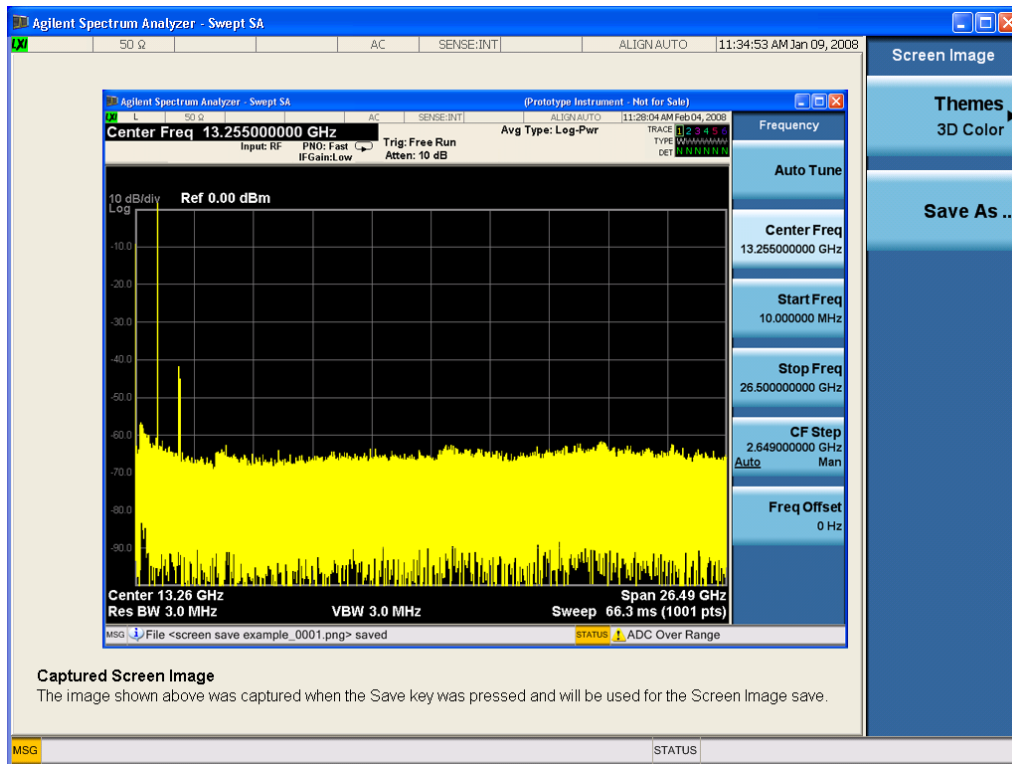 Agilent Spectrum Analyzer - Swept SA
LXI 50 Ω AC SENSE:INT ALIGN AUTO 11:34:53 AM Jan 09, 2008
Screen Image
Themes
3D Color
Save As ..
Agilent Spectrum Analyzer - Swept SA (Prototype Instrument - Not for Sale)
LXI L 50 Ω AC SENSE:INT ALIGNAUTO 11:28:04 AM Feb 04, 2008
Center Freq 13.255000000 GHz
Input: RF PNO: Fast
IFGain:Low
Trig: Free Run
Atten: 10 dB
Avg Type: Log-Pwr
TRACE 1 2 3 4 5 6
TYPE WWWWWW
DET N N N N N N
10 dB/div Ref 0.00 dBm
Log
-10.0
-20.0
-30.0
-40.0
-50.0
-60.0
-70.0
-80.0
-90.0
Center 13.26 GHz Span 26.49 GHz
Res BW 3.0 MHz VBW 3.0 MHz Sweep 66.3 ms (1001 pts)
MSG File <screen save example_0001.png> saved STATUS ADC Over Range
Frequency
Auto Tune
Center Freq
13.255000000 GHz
Start Freq
10.000000 MHz
Stop Freq
26.500000000 GHz
CF Step
2.649000000 GHz
Auto Man
Freq Offset
0 Hz
Captured Screen Image
The image shown above was captured when the Save key was pressed and will be used for the Screen Image save.
MSG STATUS